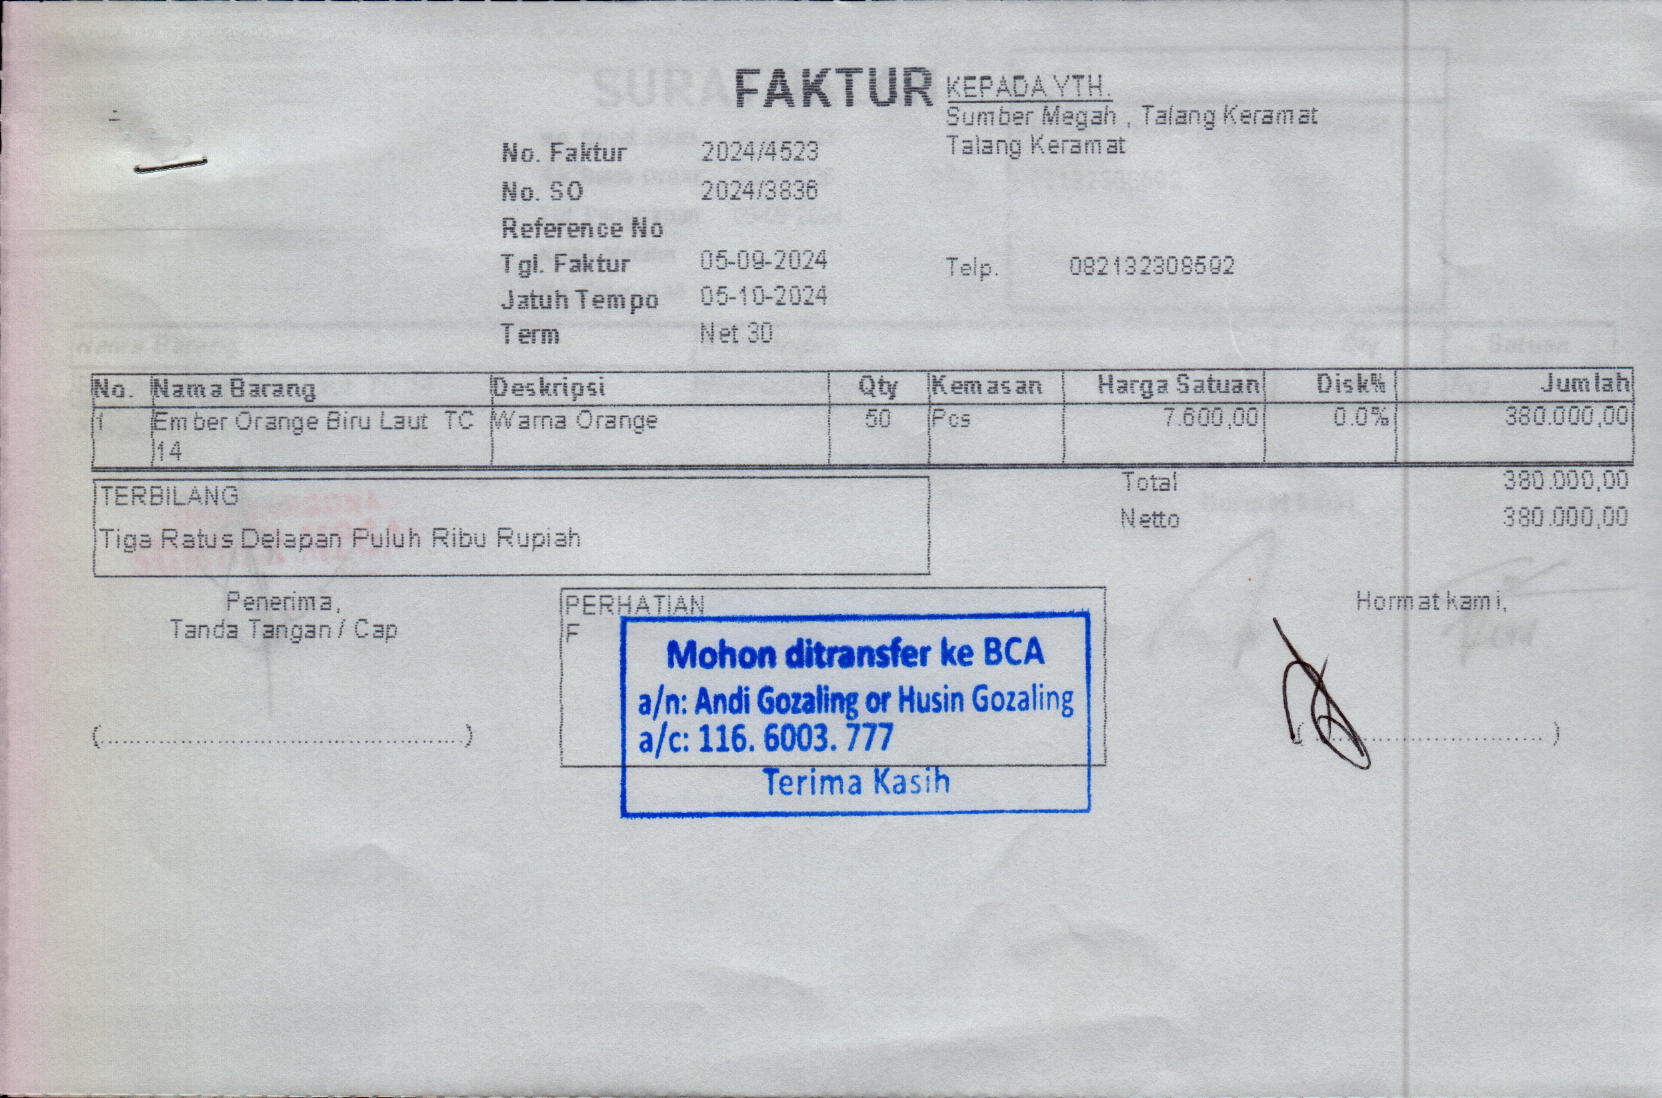 FAKTUR
KEPADA YTH.
Sumber Megah , Talang Keramat
Talang Keramat
No. Faktur 2024/4523
No. SO 2024/3836
Reference No
Tgl. Faktur 05-09-2024
Telp. 082132308592
Jatuh Tempo 05-10-2024
Term Net 30
No. Nama Barang Deskripsi Qty Kemasan Harga Satuan Disk% Jumlah
1 Ember Orange Biru Laut TC Warna Orange 50 Pcs 7.600,00 0.0% 380.000,00
14
Total 380.000,00
TERBILANG
Netto 380.000,00
Tiga Ratus Delapan Puluh Ribu Rupiah
Penerima,
Tanda Tangan / Cap
PERHATIAN
F
Mohon ditransfer ke BCA
a/n: Andi Gozaling or Husin Gozaling
a/c: 116. 6003. 777
Terima Kasih
Hormat kami,
(................................................)
(................................)